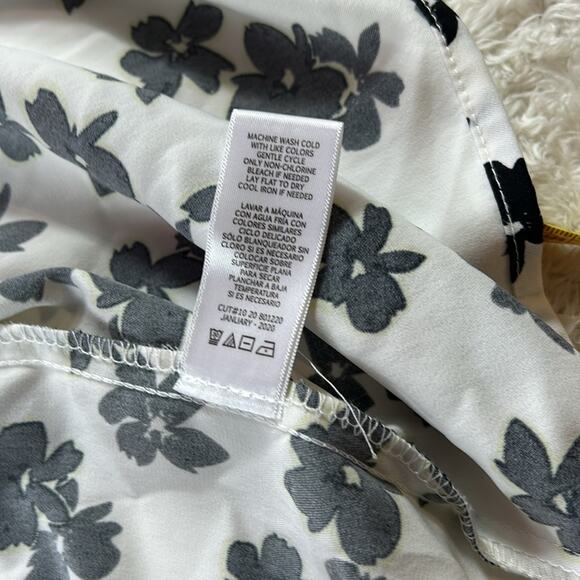 MACHINE WASH COLD
WITH LIKE COLORS
GENTLE CYCLE
ONLY NON-CHLORINE
BLEACH IF NEEDED
LAY FLAT TO DRY
COOL IRON IF NEEDED
LAVAR A MÁQUINA
CON AGUA FRÍA CON
COLORES SIMILARES
CICLO DELICADO
SÓLO BLANQUEADOR SIN
CLORO SI ES NECESARIO
COLOCAR SOBRE
SUPERFICIE PLANA
PARA SECAR
PLANCHAR A BAJA
TEMPERATURA
SI ES NECESARIO
CUT#10 20 801220
JANUARY - 2020